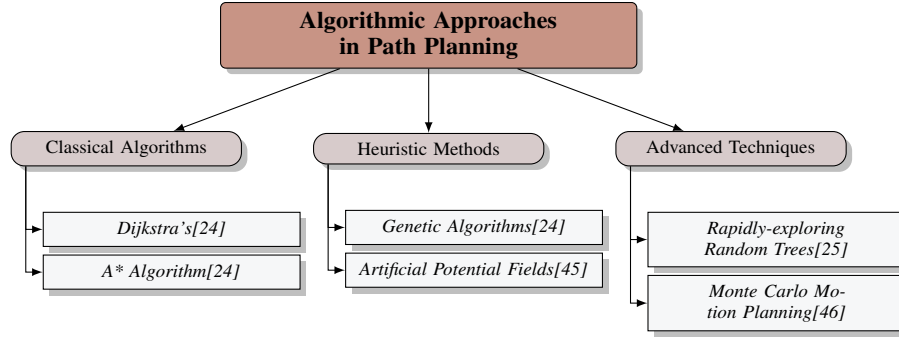 Algorithmic Approaches
in Path Planning
Classical Algorithms
Heuristic Methods
Advanced Techniques
Dijkstra's[24]
A* Algorithm[24]
Genetic Algorithms[24]
Artificial Potential Fields[45]
Rapidly-exploring
Random Trees[25]
Monte Carlo Mo-
tion Planning[46]